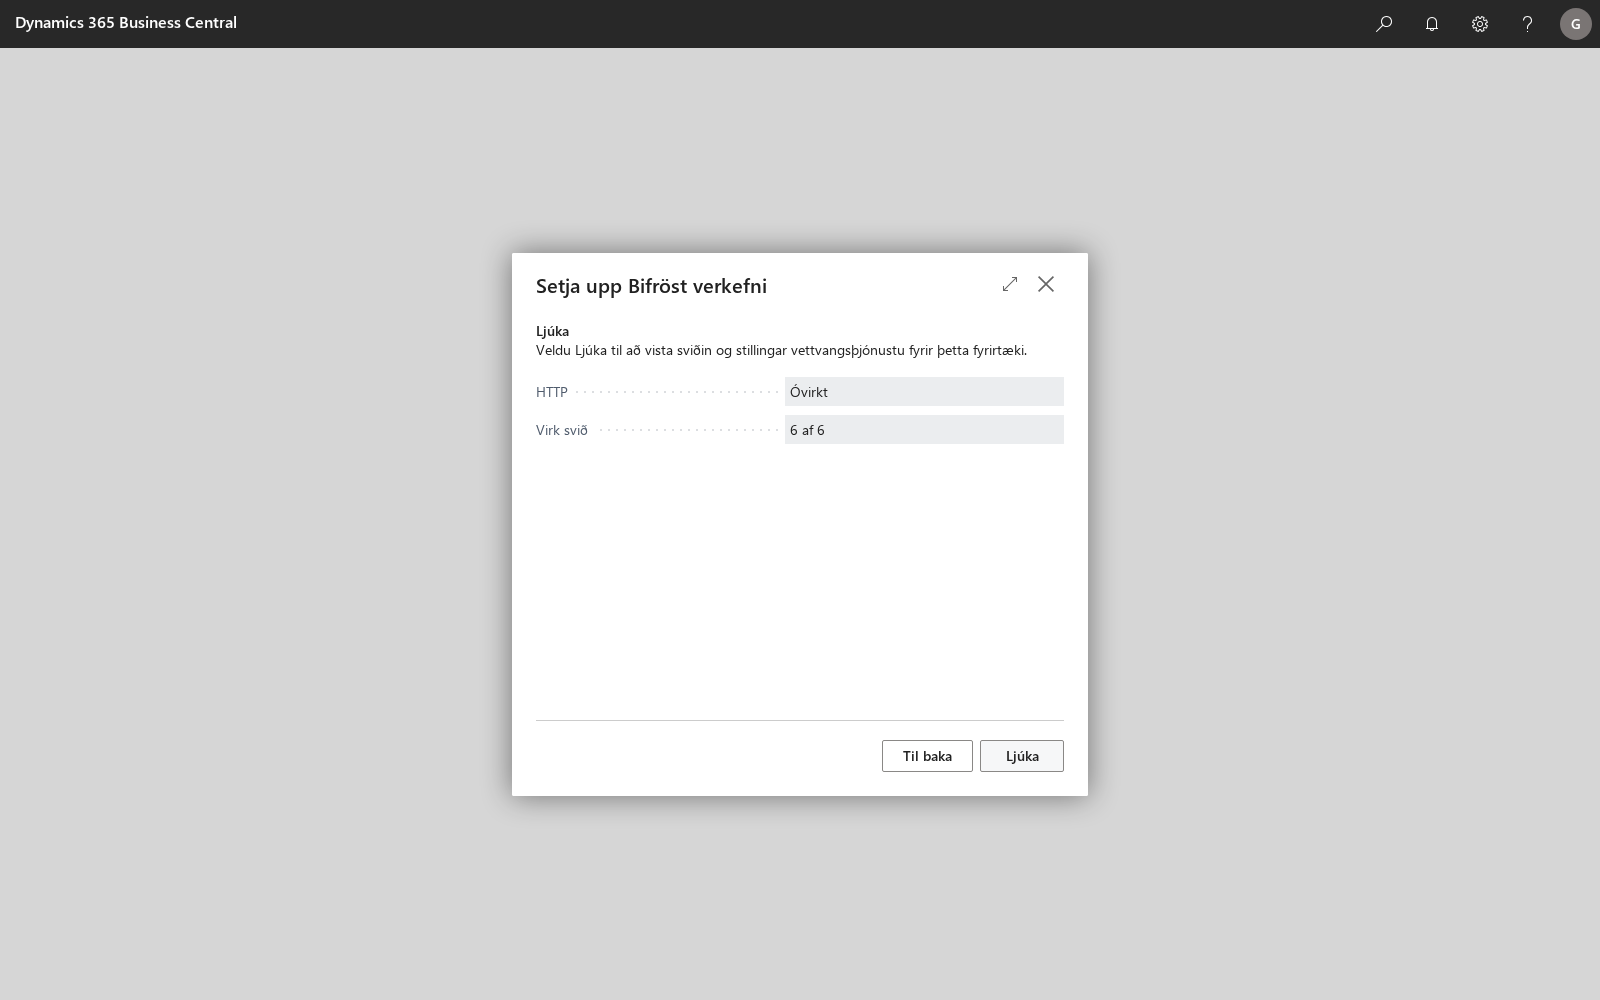 Dynamics 365 Business Central
G
Setja upp Bifröst verkefni
Ljúka
Veldu Ljúka til að vista sviðin og stillingar vettvangsþjónustu fyrir þetta fyrirtæki.
HTTP
Óvirkt
Virk svið
6 af 6
Til baka
Ljúka